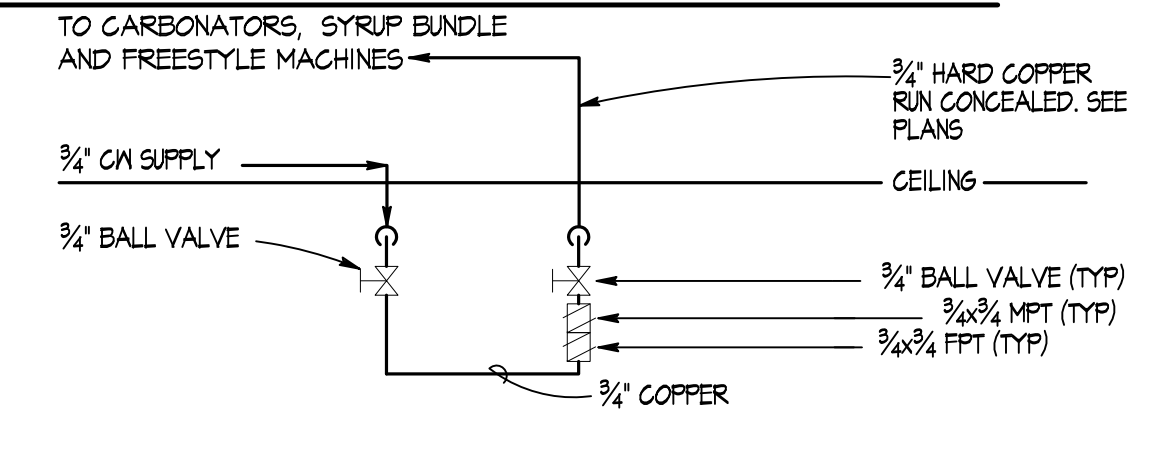 TO CARBONATORS, SYRUP BUNDLE
AND FREESTYLE MACHINES
3/4" HARD COPPER
RUN CONCEALED. SEE
PLANS
3/4" CW SUPPLY
CEILING
3/4" BALL VALVE
3/4" BALL VALVE (TYP)
3/4x3/4 MPT (TYP)
3/4x3/4 FPT (TYP)
3/4" COPPER